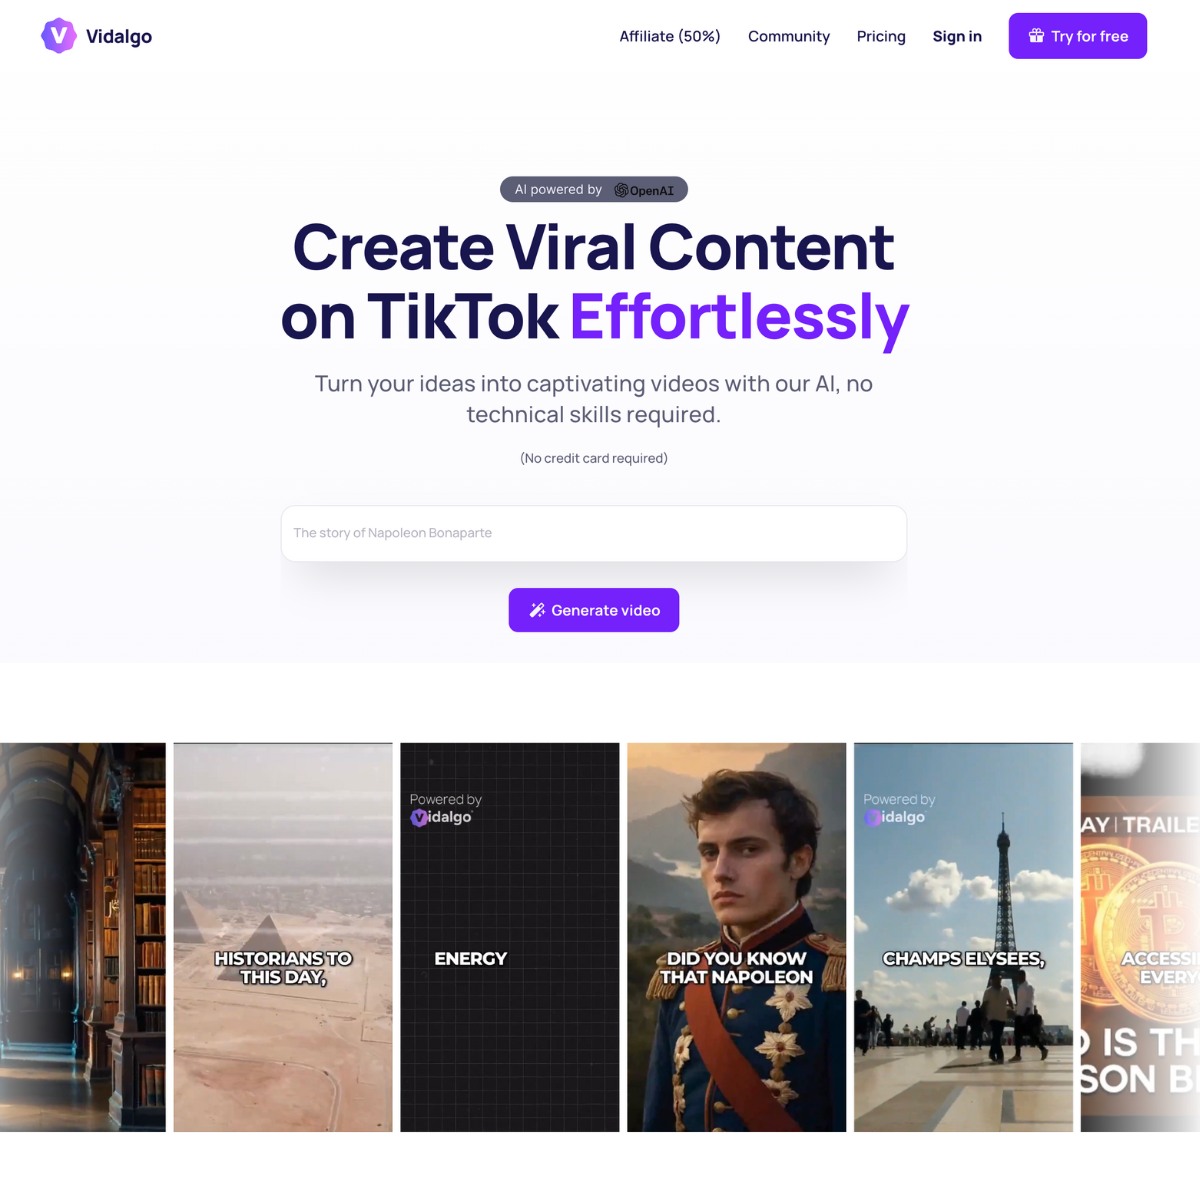 Vidalgo
Affiliate (50%)
Community
Pricing
Sign in
Try for free
AI powered by OpenAI
Create Viral Content
on TikTok Effortlessly
Turn your ideas into captivating videos with our AI, no
technical skills required.
(No credit card required)
The story of Napoleon Bonaparte
Generate video
HISTORIANS TO
THIS DAY,
Powered by
Vidalgo
ENERGY
DID YOU KNOW
THAT NAPOLEON
Powered by
Vidalgo
CHAMPS ELYSEES,
AY | TRAILE
IS TH
SON B